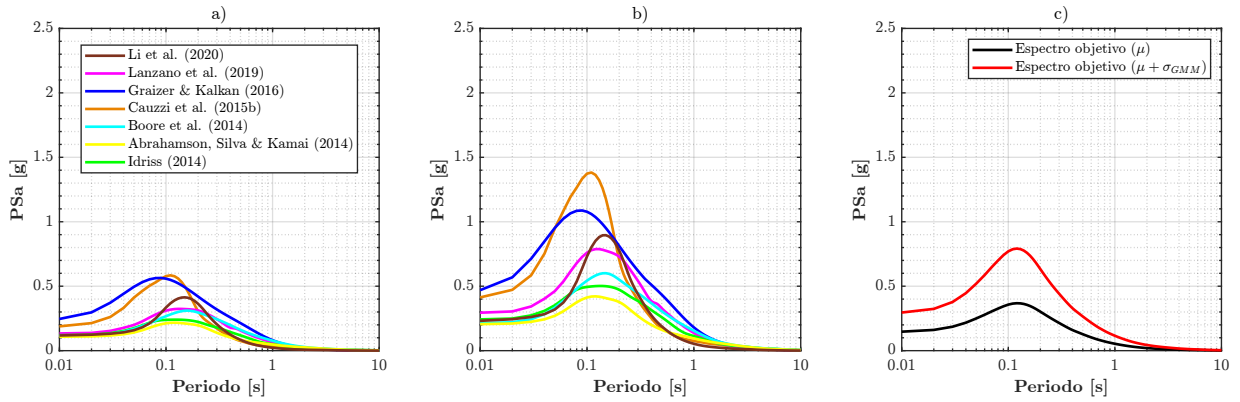 a)
2.5
2
1.5
1
0.5
0
PSa [g]
Li et al. (2020)
Lanzano et al. (2019)
Graizer & Kalkan (2016)
Cauzzi et al. (2015b)
Boore et al. (2014)
Abrahamson, Silva & Kamai (2014)
Idriss (2014)
0.01 0.1 1 10
Periodo [s]
b)
2.5
2
1.5
1
0.5
0
PSa [g]
0.01 0.1 1 10
Periodo [s]
c)
2.5
2
1.5
1
0.5
0
PSa [g]
Espectro objetivo (μ)
Espectro objetivo (μ + σGMM)
0.01 0.1 1 10
Periodo [s]